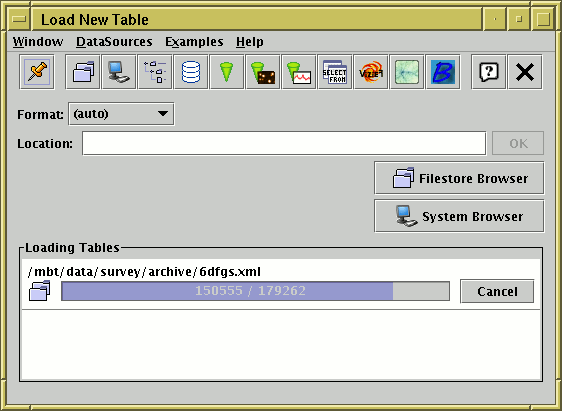 Load New Table
Window DataSources Examples Help
SELECT FROM VizieR B ?
Format: (auto)
Location: OK
Filestore Browser
System Browser
Loading Tables
/mbt/data/survey/archive/6dfgs.xml
150555 / 179262 Cancel